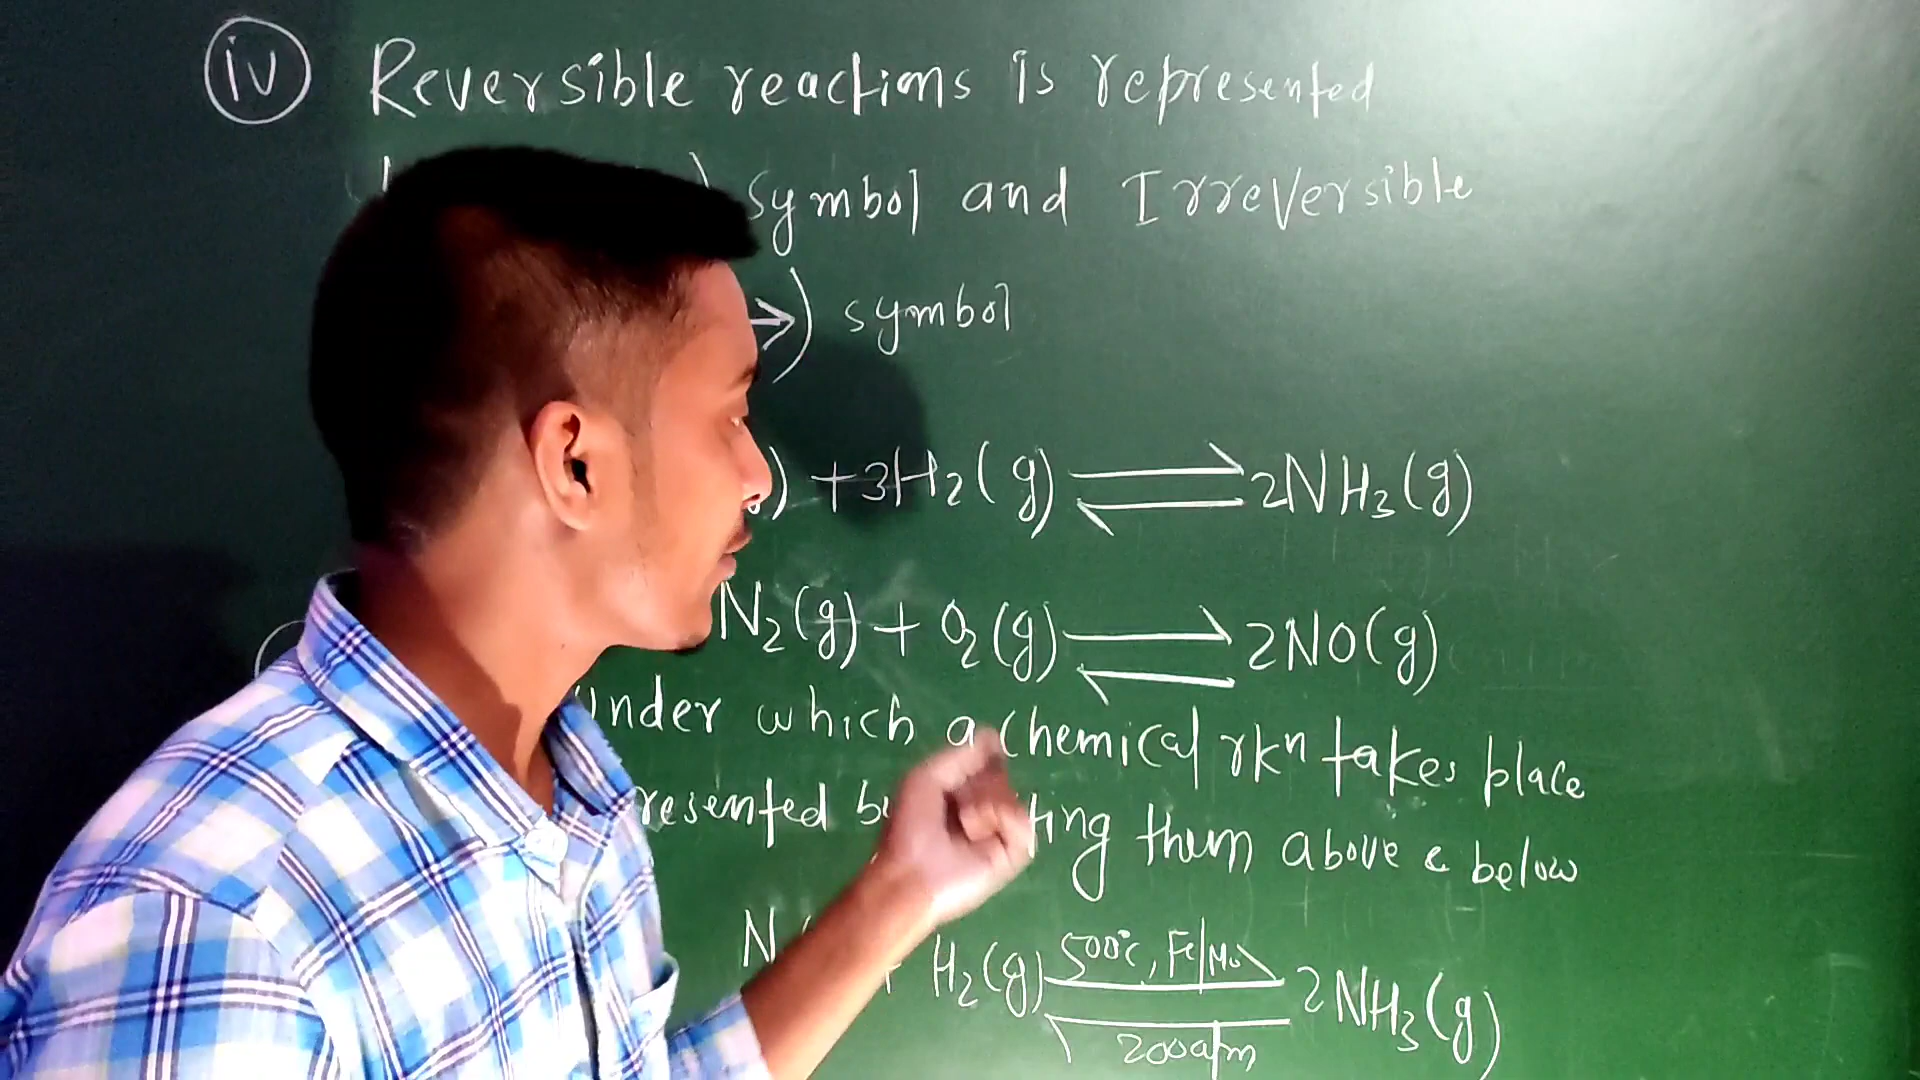 (iv) Reversible reactions is represented
) symbol and Irreversible
→) symbol
) +3H₂(g) ⇌ 2NH₃(g)
N₂(g) + O₂(g) ⇌ 2NO(g)
under which a chemical rkⁿ takes place
resented by ting them above & below
N + H₂(g) ⇌ 2NH₃(g)
500°c, Fe/Mo
200atm